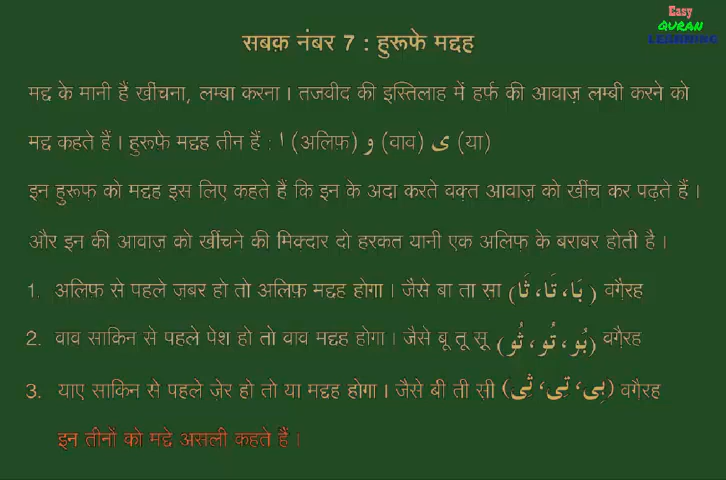 Easy
QURAN
LEARNING
सबक़ नंबर 7 : हुरूफे मद्दह
मद्द के मानी हैं खींचना, लम्बा करना । तजवीद की इस्तिलाह में हर्फ़ की आवाज़ लम्बी करने को
मद्द कहते हैं । हुरूफे मद्दह तीन हैं : ا (अलिफ़) و (वाव) ی (या)
इन हुरूफ़ को मद्दह इस लिए कहते हैं कि इन के अदा करते वक़्त आवाज़ को खींच कर पढ़ते हैं ।
और इन की आवाज़ को खींचने की मिक्दार दो हरकत यानी एक अलिफ़ के बराबर होती है ।
1. अलिफ़ से पहले ज़बर हो तो अलिफ़ मद्दह होगा । जैसे बा ता सा (بَا، تَا، ثَا) वग़ैरह
2. वाव साकिन से पहले पेश हो तो वाव मद्दह होगा । जैसे बू तू सू (بُو، تُو، ثُو) वग़ैरह
3. याए साकिन से पहले ज़ेर हो तो या मद्दह होगा । जैसे बी ती सी (بِی، تِی، ثِی) वग़ैरह
इन तीनों को मद्दे असली कहते हैं ।